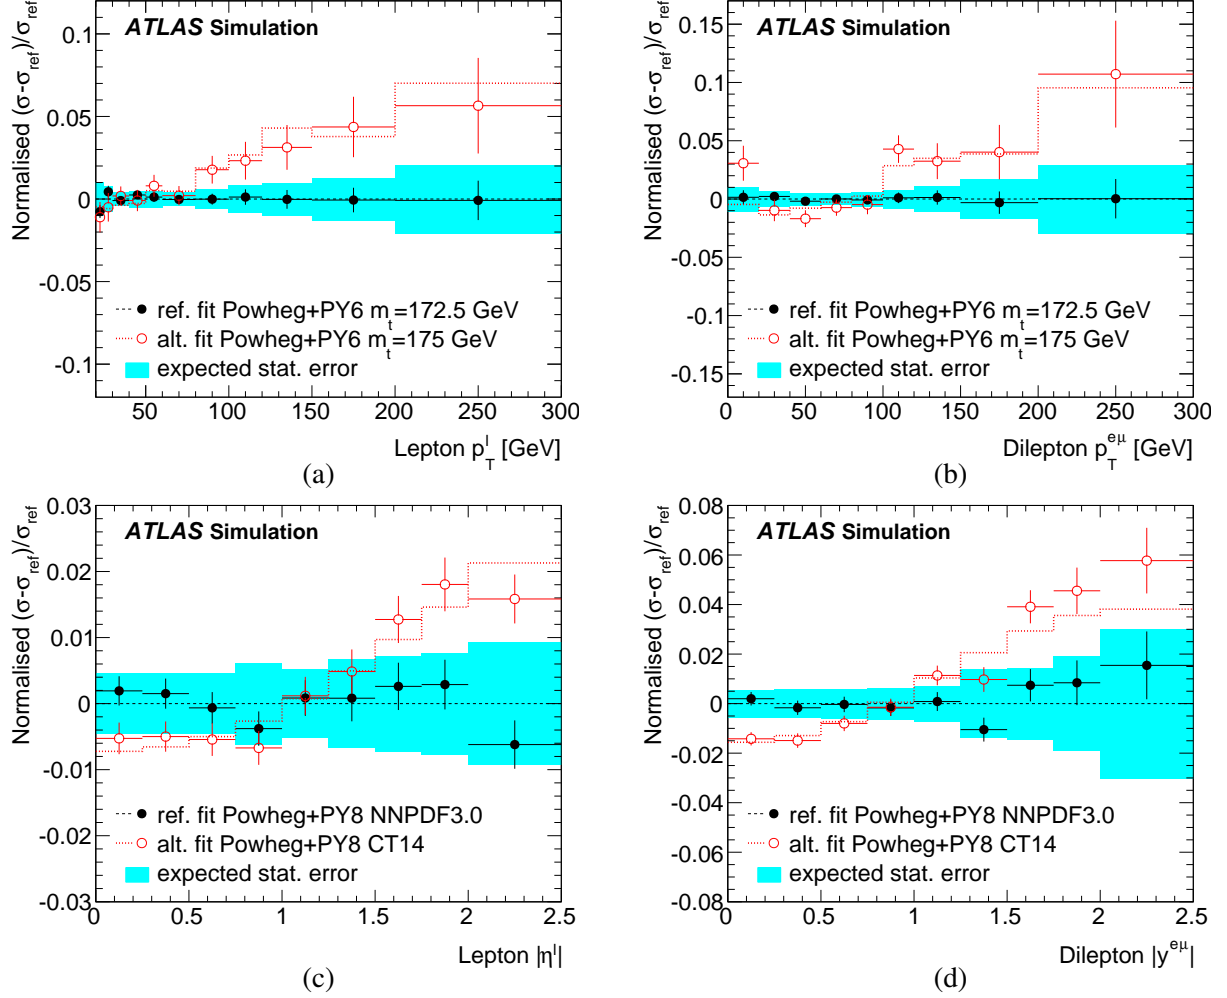 Normalised (σ-σref)/σref
ATLAS Simulation
0.1
0.05
0
-0.05
-0.1
ref. fit Powheg+PY6 mt=172.5 GeV
alt. fit Powheg+PY6 mt=175 GeV
expected stat. error
50 100 150 200 250 300
Lepton pTl [GeV]
(a)
Normalised (σ-σref)/σref
ATLAS Simulation
0.15
0.1
0.05
0
-0.05
-0.1
-0.15
ref. fit Powheg+PY6 mt=172.5 GeV
alt. fit Powheg+PY6 mt=175 GeV
expected stat. error
0 50 100 150 200 250 300
Dilepton pTeμ [GeV]
(b)
Normalised (σ-σref)/σref
ATLAS Simulation
0.03
0.02
0.01
0
-0.01
-0.02
-0.03
ref. fit Powheg+PY8 NNPDF3.0
alt. fit Powheg+PY8 CT14
expected stat. error
0 0.5 1 1.5 2 2.5
Lepton |ηl|
(c)
Normalised (σ-σref)/σref
ATLAS Simulation
0.08
0.06
0.04
0.02
0
-0.02
-0.04
-0.06
-0.08
ref. fit Powheg+PY8 NNPDF3.0
alt. fit Powheg+PY8 CT14
expected stat. error
0 0.5 1 1.5 2 2.5
Dilepton |yeμ|
(d)